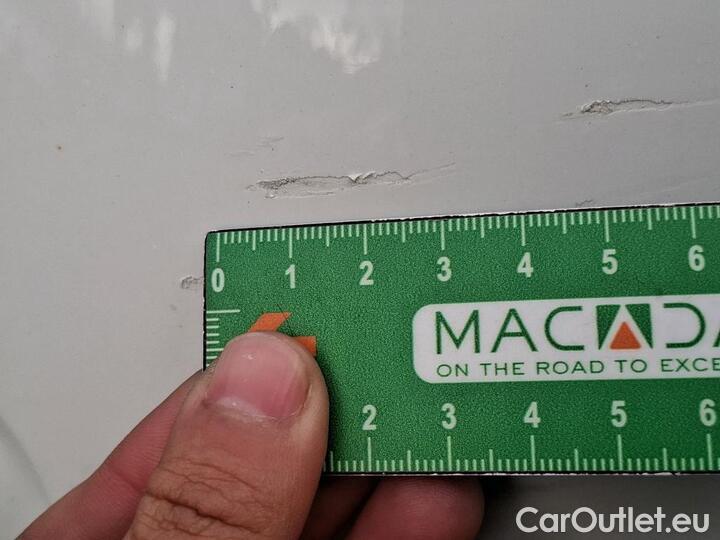 0 1 2 3 4 5 6
MACADA
ON THE ROAD TO EXCE
2 3 4 5 6
CarOutlet.eu